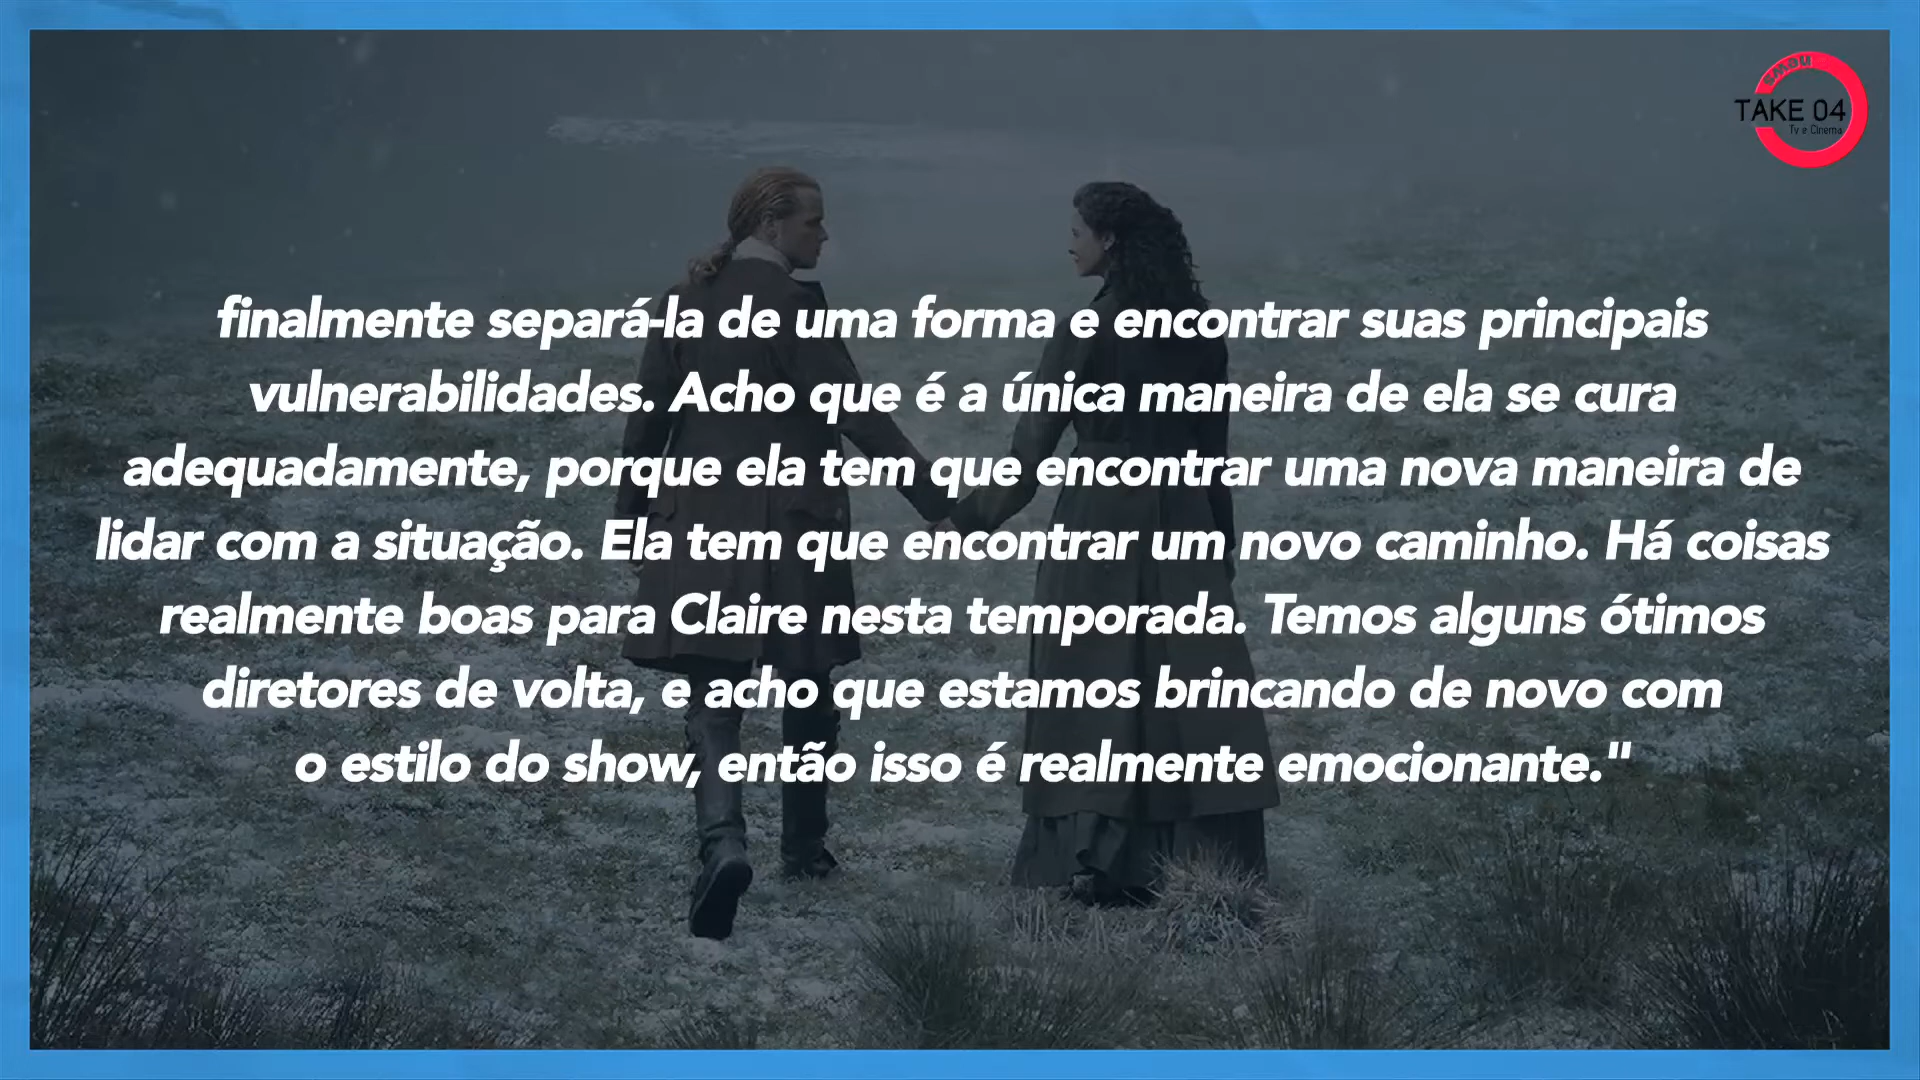 news
TAKE 04
Tv e Cinema
finalmente separá-la de uma forma e encontrar suas principais
vulnerabilidades. Acho que é a única maneira de ela se cura
adequadamente, porque ela tem que encontrar uma nova maneira de
lidar com a situação. Ela tem que encontrar um novo caminho. Há coisas
realmente boas para Claire nesta temporada. Temos alguns ótimos
diretores de volta, e acho que estamos brincando de novo com
o estilo do show, então isso é realmente emocionante."